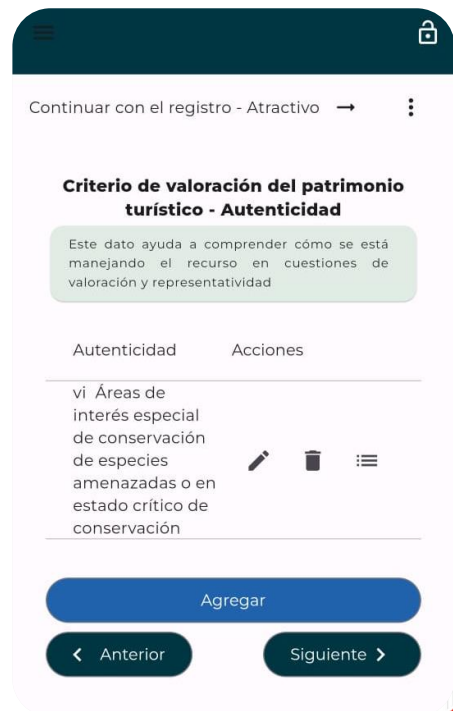 Continuar con el registro - Atractivo
Criterio de valoración del patrimonio
turístico - Autenticidad
Este dato ayuda a comprender cómo se está
manejando el recurso en cuestiones de
valoración y representatividad
Autenticidad Acciones
vi Áreas de
interés especial
de conservación
de especies
amenazadas o en
estado crítico de
conservación
Agregar
Anterior Siguiente